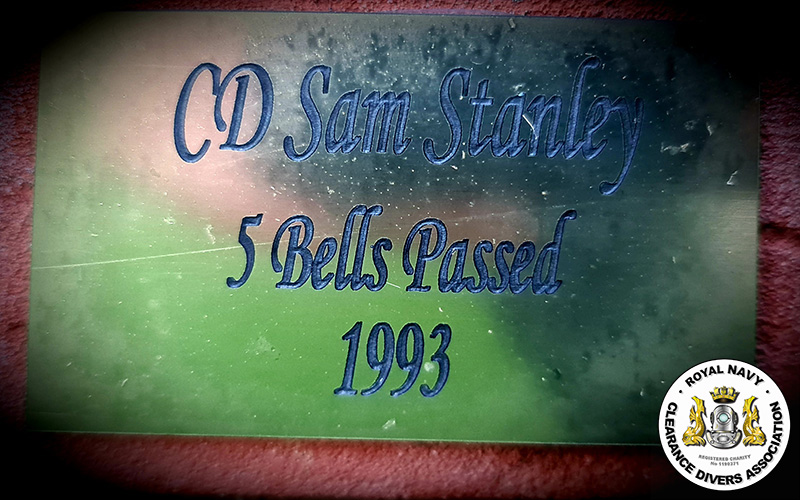 CD Sam Stanley
5 Bells Passed
1993
· ROYAL NAVY ·
CLEARANCE DIVERS ASSOCIATION
REGISTERED CHARITY